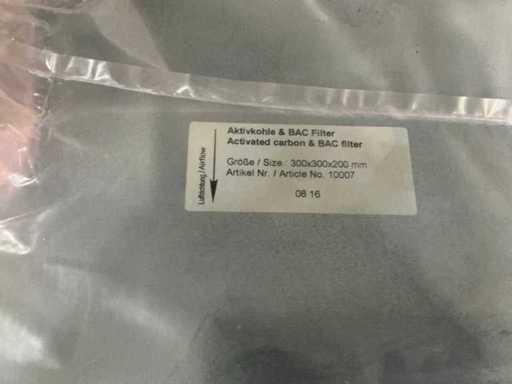 Luftrichtung / Airflow
Aktivkohle & BAC Filter
Activated carbon & BAC filter
Größe / Size: 300x300x200 mm
Artikel Nr. / Article No. 10007
08 16